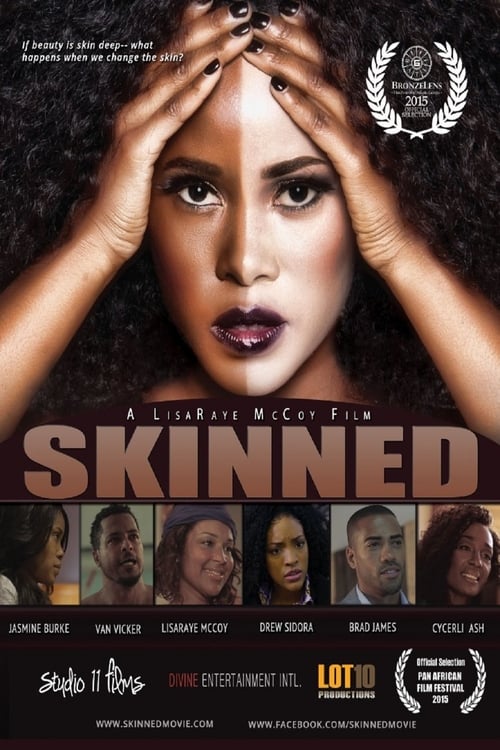 If beauty is skin deep-- what
happens when we change the skin?
BRONZELENS
2015
OFFICIAL
SELECTION
A LISARAYE MCCOY FILM
SKINNED
JASMINE BURKE
VAN VICKER
LISARAYE MCCOY
DREW SIDORA
BRAD JAMES
CYCERLI ASH
Studio 11 films
DIVINE ENTERTAINMENT INTL.
LOT10
PRODUCTIONS
Official Selection
PAN AFRICAN
FILM FESTIVAL
2015
WWW.SKINNEDMOVIE.COM
WWW.FACEBOOK.COM/SKINNEDMOVIE